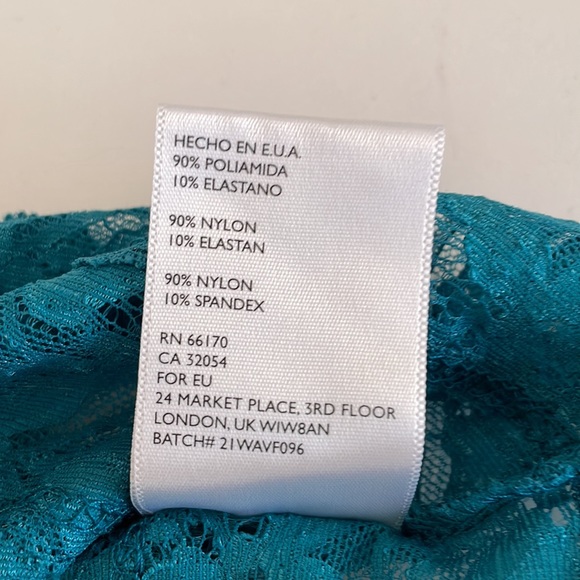 HECHO EN E.U.A.
90% POLIAMIDA
10% ELASTANO
90% NYLON
10% ELASTAN
90% NYLON
10% SPANDEX
RN 66170
CA 32054
FOR EU
24 MARKET PLACE, 3RD FLOOR
LONDON, UK WIW8AN
BATCH# 21WAVF096